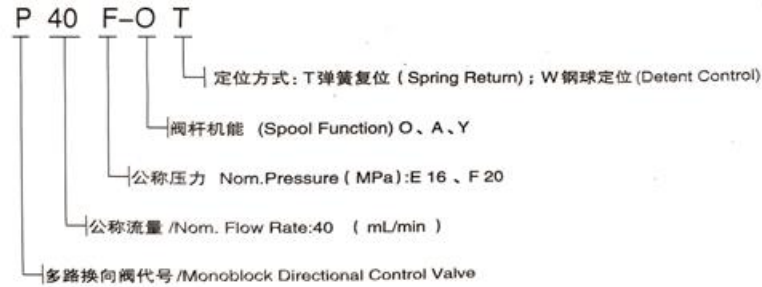 P 40 F-O T
定位方式: T弹簧复位 (Spring Return); W钢球定位(Detent Control)
阀杆机能 (Spool Function) O、A、Y
公称压力 Nom.Pressure ( MPa):E 16 、F 20
公称流量 /Nom. Flow Rate:40 ( mL/min )
多路换向阀代号/Monoblock Directional Control Valve